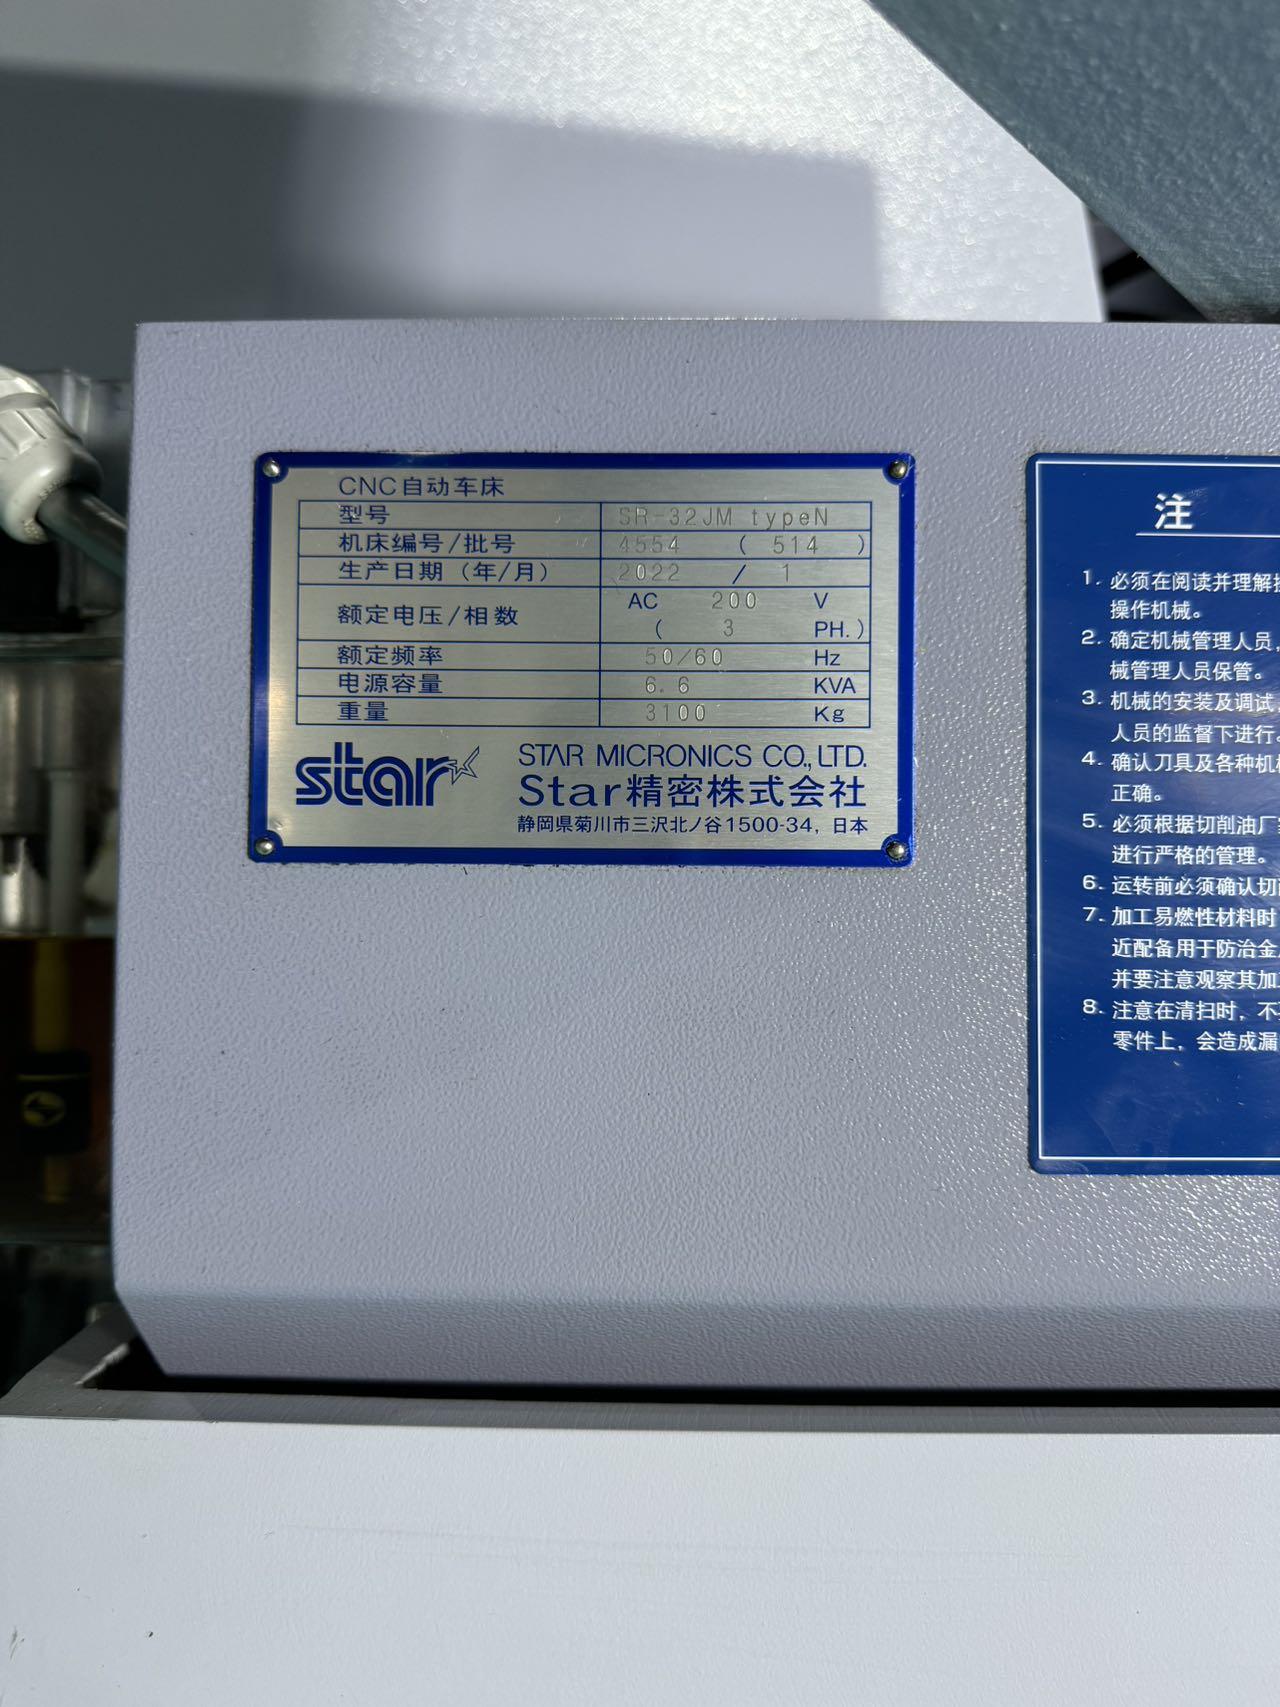 CNC自动车床
型号 SR-32JM typeN
机床编号/批号 4554 ( 514 )
生产日期 (年/月) 2022 / 1
额定电压/相数 AC 200 V
( 3 PH.)
额定频率 50/60 Hz
电源容量 6.6 KVA
重量 3100 Kg
star
STAR MICRONICS CO., LTD.
Star精密株式会社
静岡県菊川市三沢北ノ谷1500-34, 日本
注
1. 必须在阅读并理解
操作机械。
2. 确定机械管理人员,
械管理人员保管。
3. 机械的安装及调试,
人员的监督下进行。
4. 确认刀具及各种机
正确。
5. 必须根据切削油厂
进行严格的管理。
6. 运转前必须确认切
7. 加工易燃性材料时
近配备用于防治金
并要注意观察其加
8. 注意在清扫时, 不
零件上, 会造成漏